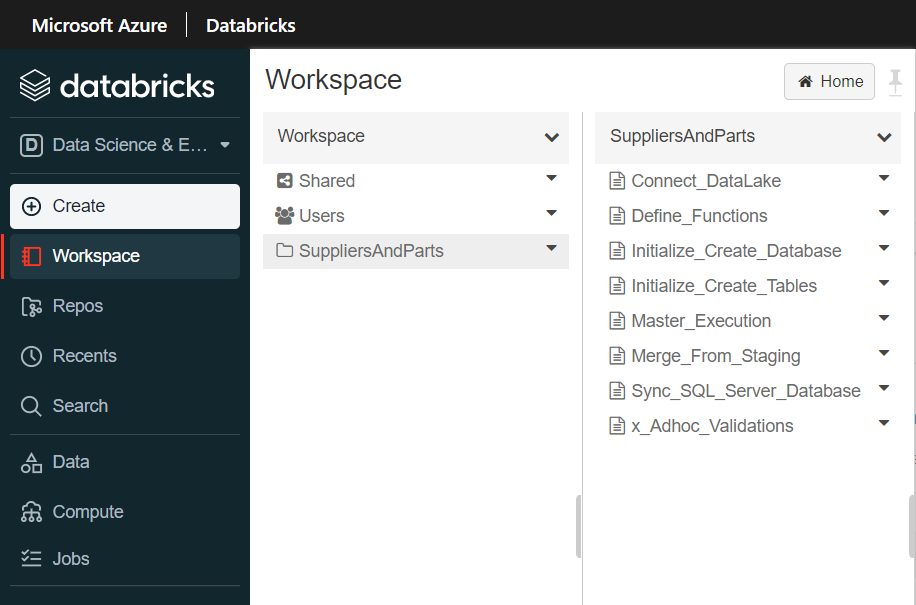 Microsoft Azure
Databricks
databricks
D
Data Science & E...
Create
Workspace
Repos
Recents
Search
Data
Compute
Jobs
Workspace
Home
Workspace
Shared
Users
SuppliersAndParts
SuppliersAndParts
Connect_DataLake
Define_Functions
Initialize_Create_Database
Initialize_Create_Tables
Master_Execution
Merge_From_Staging
Sync_SQL_Server_Database
x_Adhoc_Validations